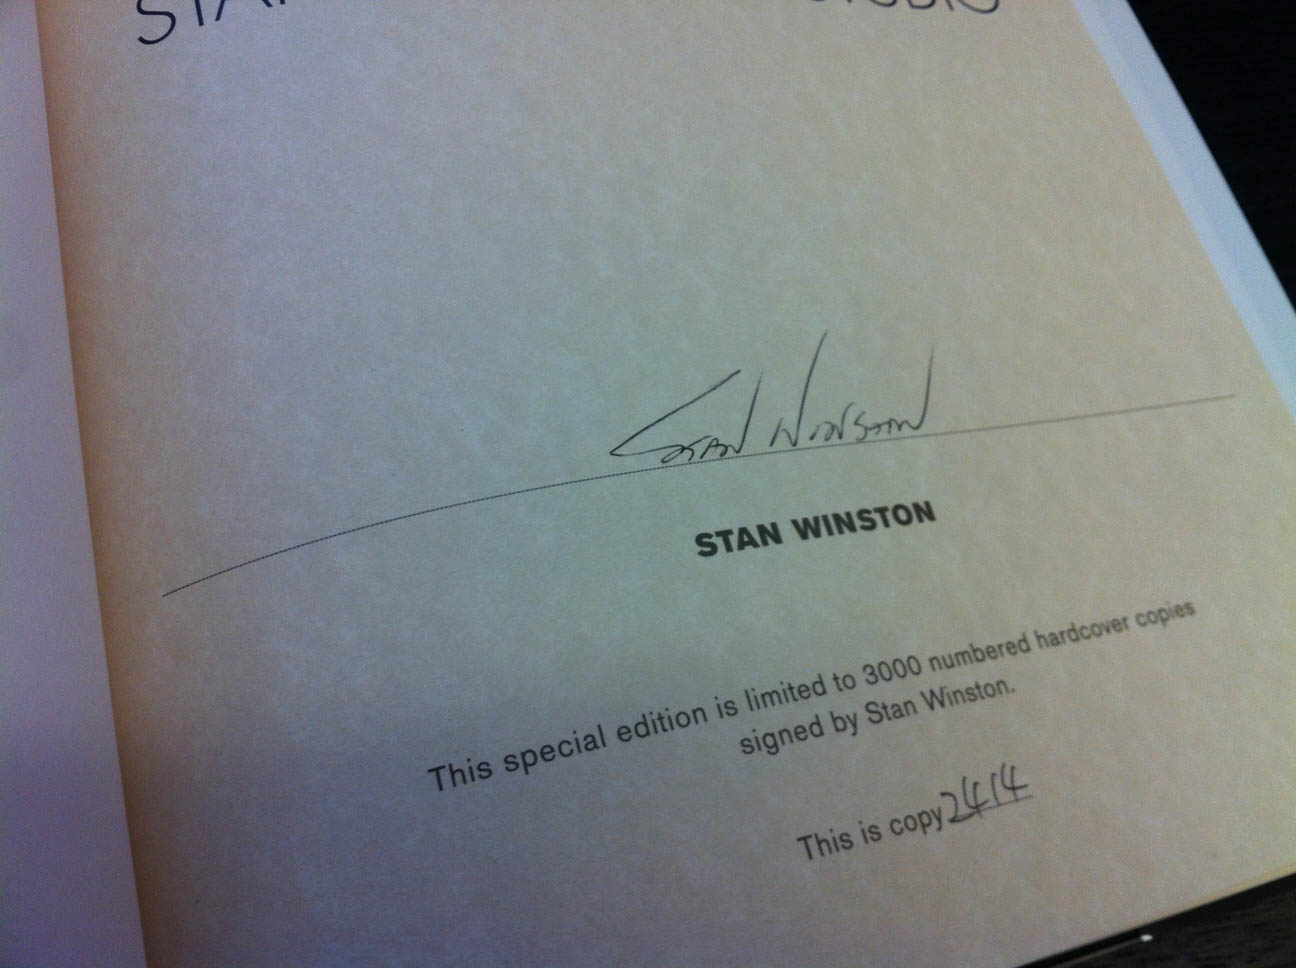 Stan Winston
STAN WINSTON
This special edition is limited to 3000 numbered hardcover copies
signed by Stan Winston.
This is copy 2414